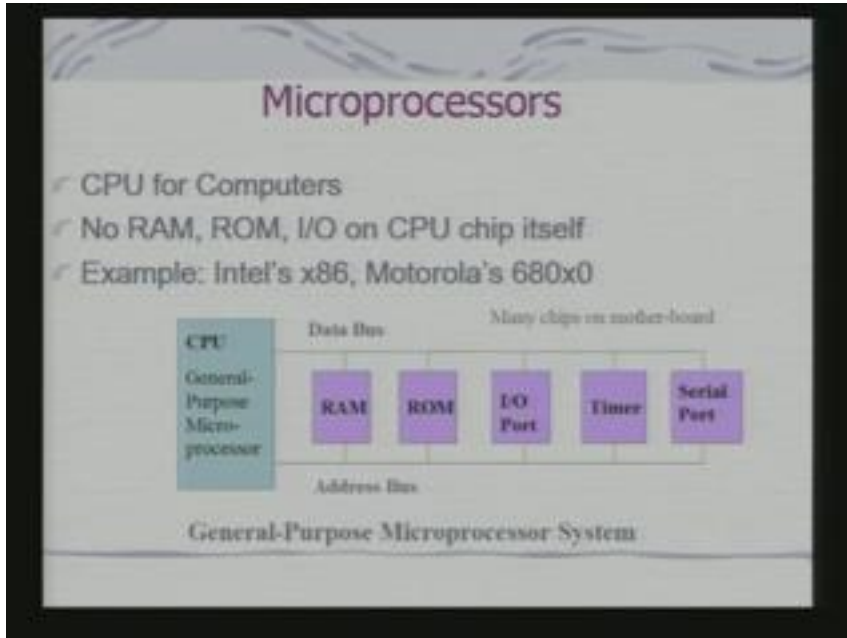 Microprocessors
CPU for Computers
No RAM, ROM, I/O on CPU chip itself
Example: Intel's x86, Motorola's 680x0
Many chips on mother-board
Data Bus
CPU
General-
Purpose
Micro-
processor
RAM
ROM
I/O
Port
Timer
Serial
Port
Address Bus
General-Purpose Microprocessor System